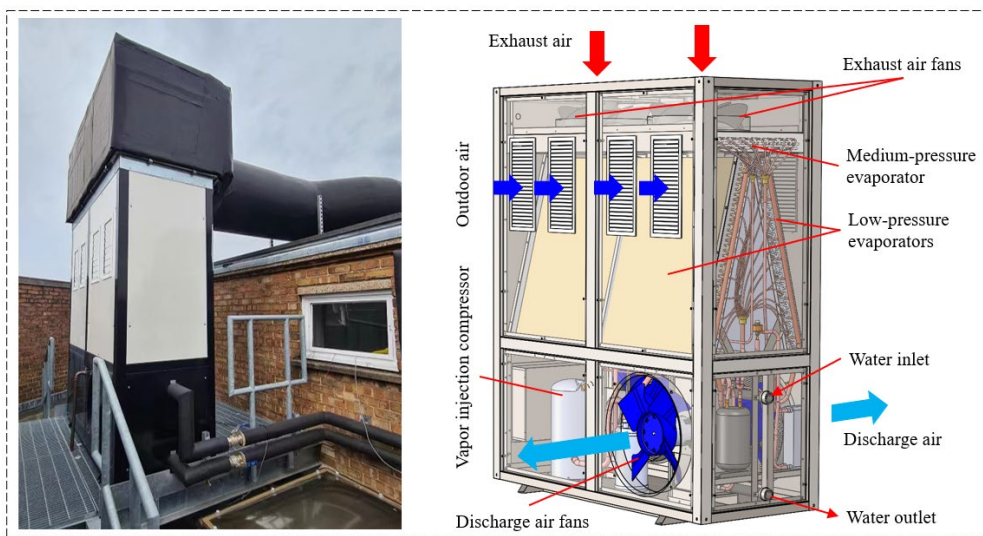 Exhaust air
Exhaust air fans
Outdoor air
Medium-pressure
evaporator
Low-pressure
evaporators
Vapor injection compressor
Water inlet
Discharge air
Discharge air fans
Water outlet